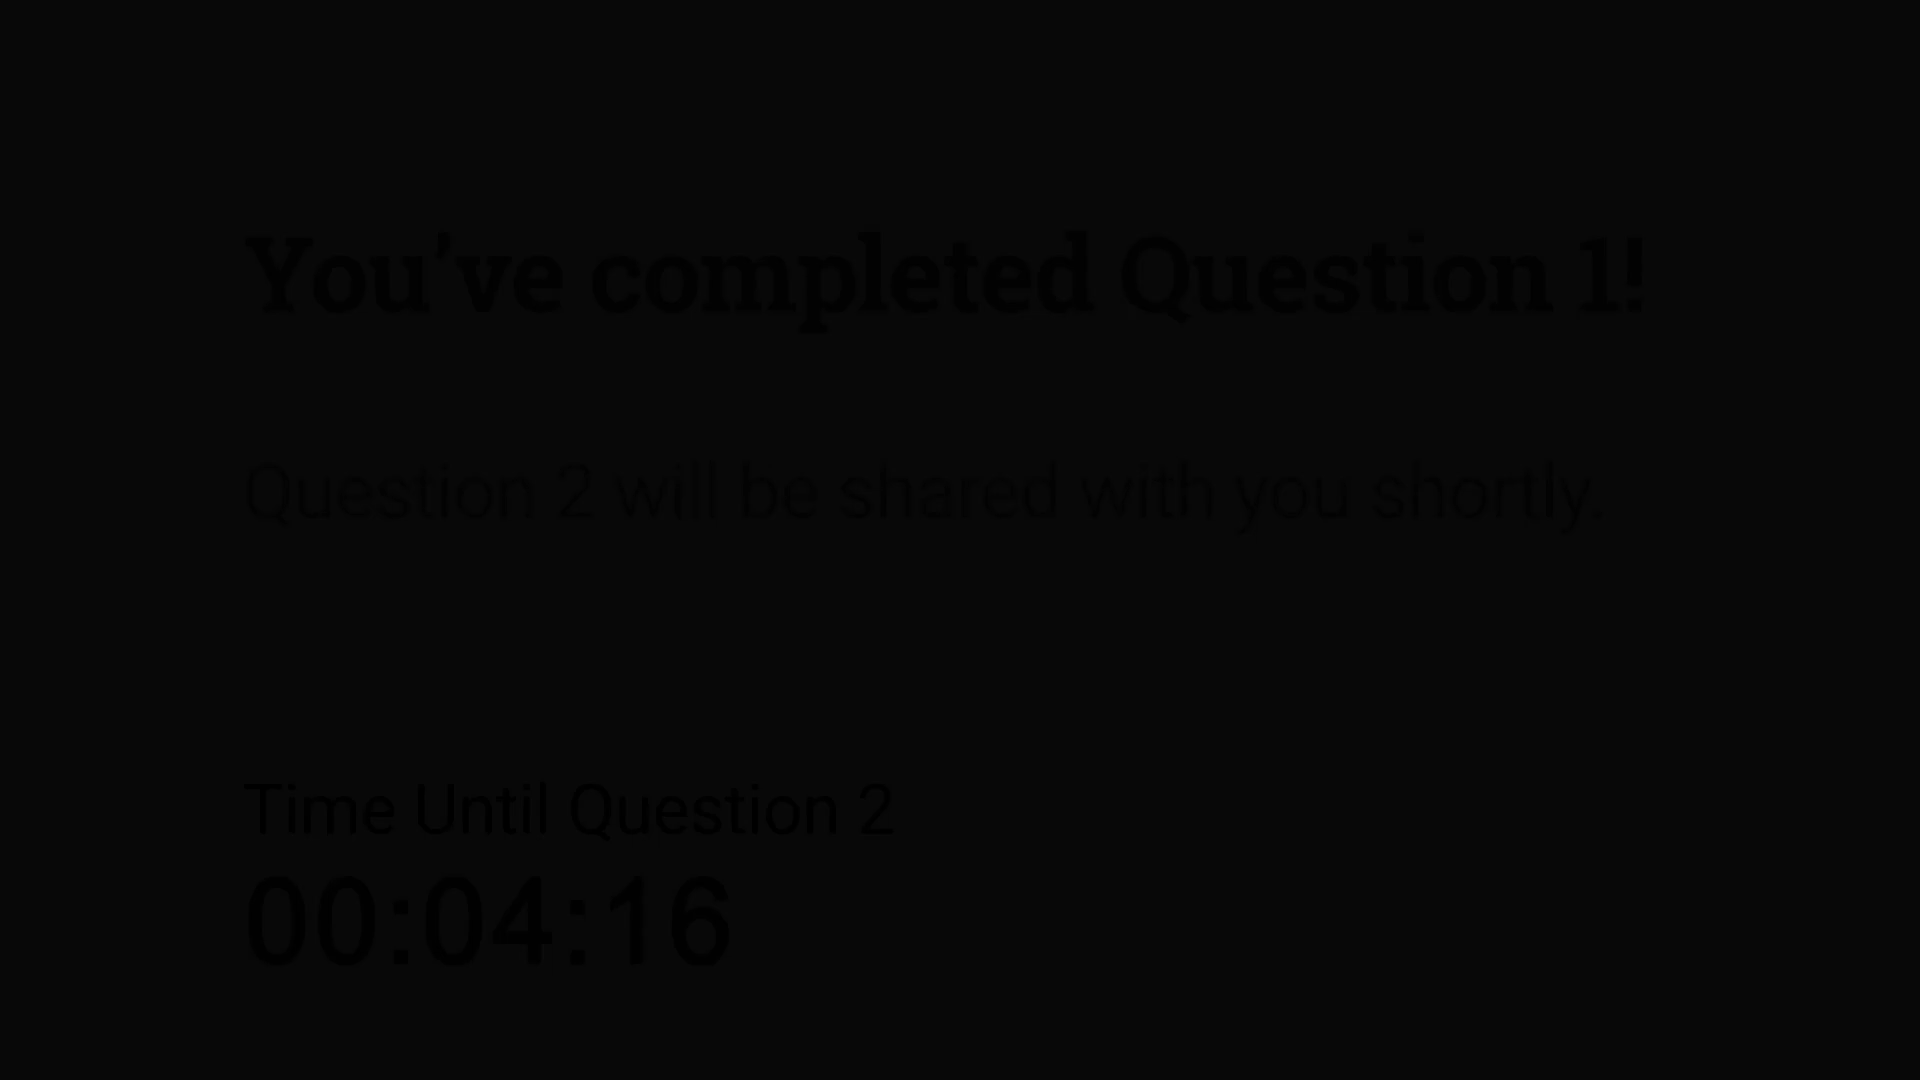 You've completed Question 1!
Question 2 will be shared with you shortly.
Time Until Question 2
00:04:16